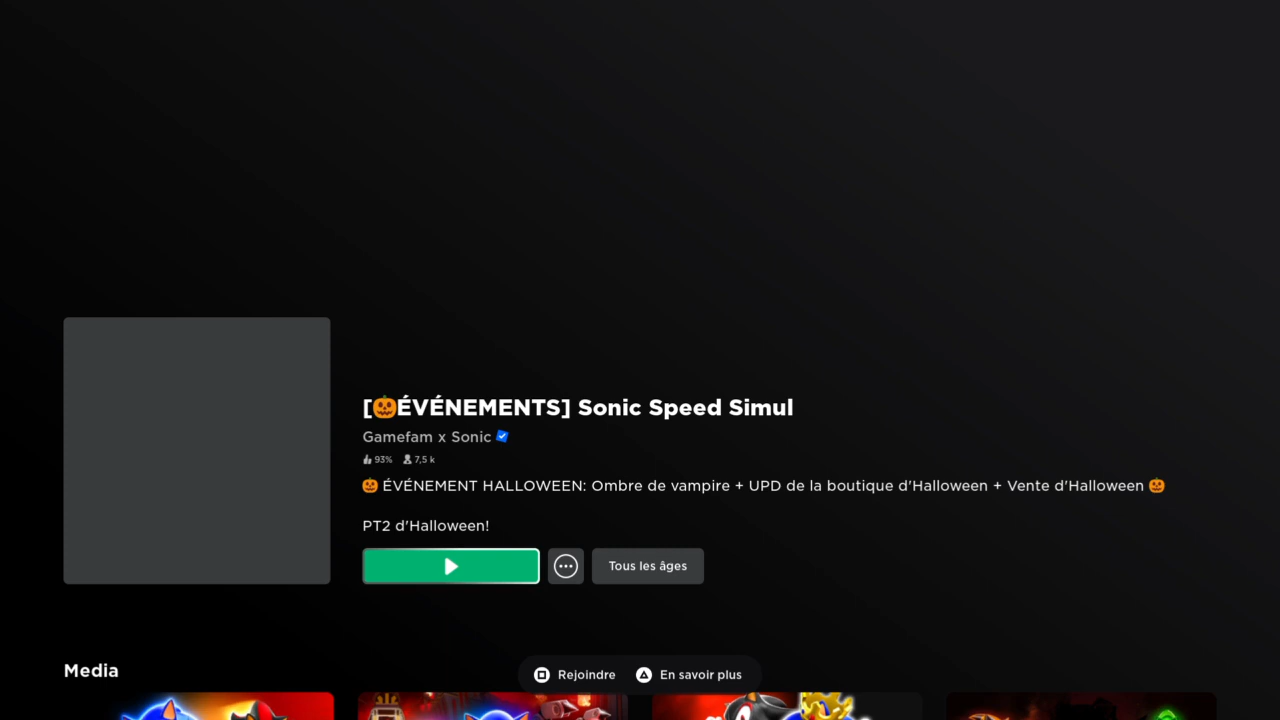 [🎃ÉVÉNEMENTS] Sonic Speed Simul
Gamefam x Sonic
93% 7,5 k
🎃 ÉVÉNEMENT HALLOWEEN: Ombre de vampire + UPD de la boutique d'Halloween + Vente d'Halloween 🎃
PT2 d'Halloween!
Tous les âges
Media
Rejoindre En savoir plus